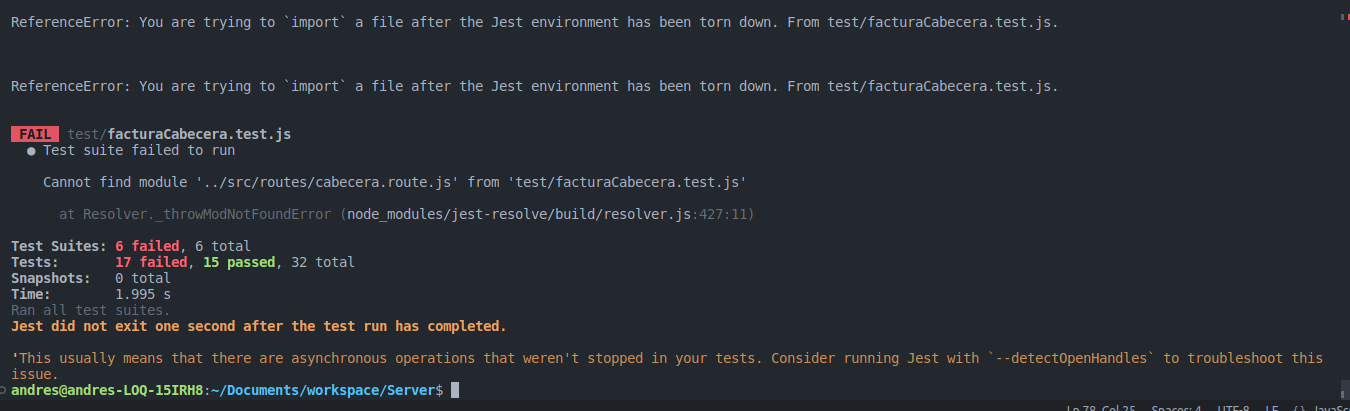 ReferenceError: You are trying to `import` a file after the Jest environment has been torn down. From test/facturaCabecera.test.js.
ReferenceError: You are trying to `import` a file after the Jest environment has been torn down. From test/facturaCabecera.test.js.
FAIL test/facturaCabecera.test.js
● Test suite failed to run
Cannot find module '../src/routes/cabecera.route.js' from 'test/facturaCabecera.test.js'
at Resolver._throwModNotFoundError (node_modules/jest-resolve/build/resolver.js:427:11)
Test Suites: 6 failed, 6 total
Tests: 17 failed, 15 passed, 32 total
Snapshots: 0 total
Time: 1.995 s
Ran all test suites.
Jest did not exit one second after the test run has completed.
'This usually means that there are asynchronous operations that weren't stopped in your tests. Consider running Jest with `--detectOpenHandles` to troubleshoot this
issue.
andres@andres-LOQ-15IRH8:~/Documents/workspace/Server$
Ln 78, Col 25 Spaces: 4 UTF-8 LF {} JavaSc